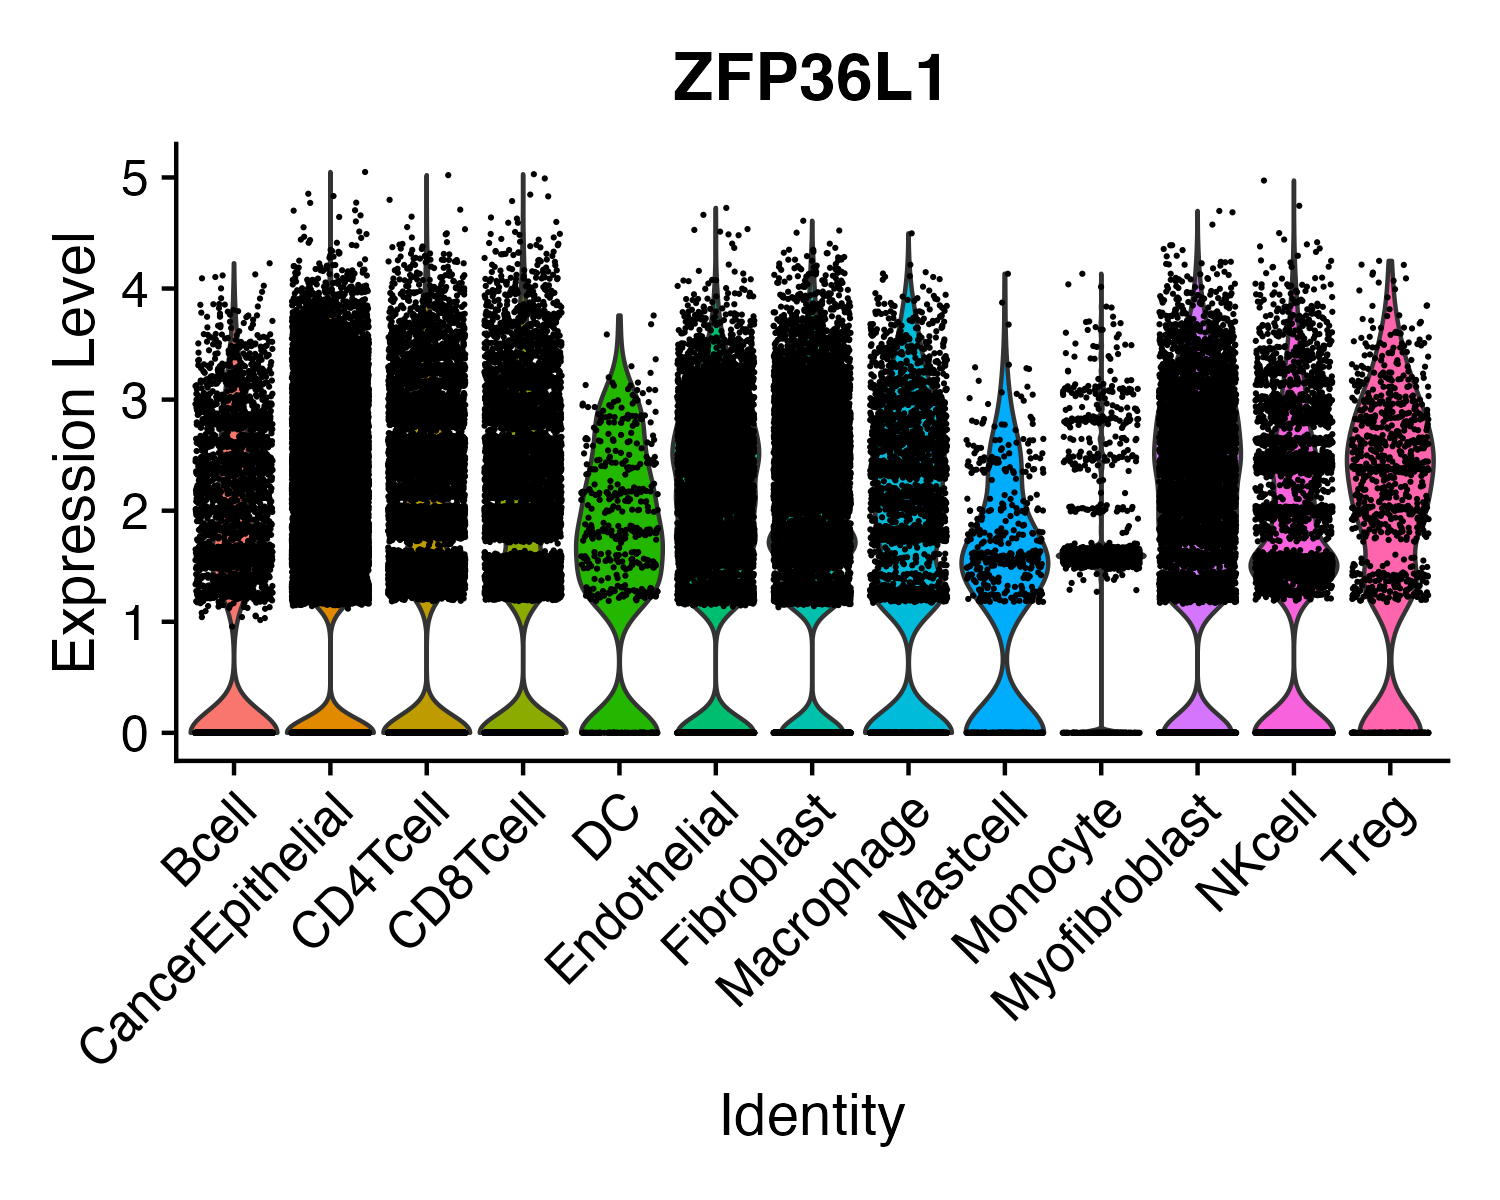 ZFP36L1
Expression Level
5
4
3
2
1
0
Bcell
CancerEpithelial
CD4Tcell
CD8Tcell
DC
Endothelial
Fibroblast
Macrophage
Mastcell
Monocyte
Myofibroblast
NKcell
Treg
Identity